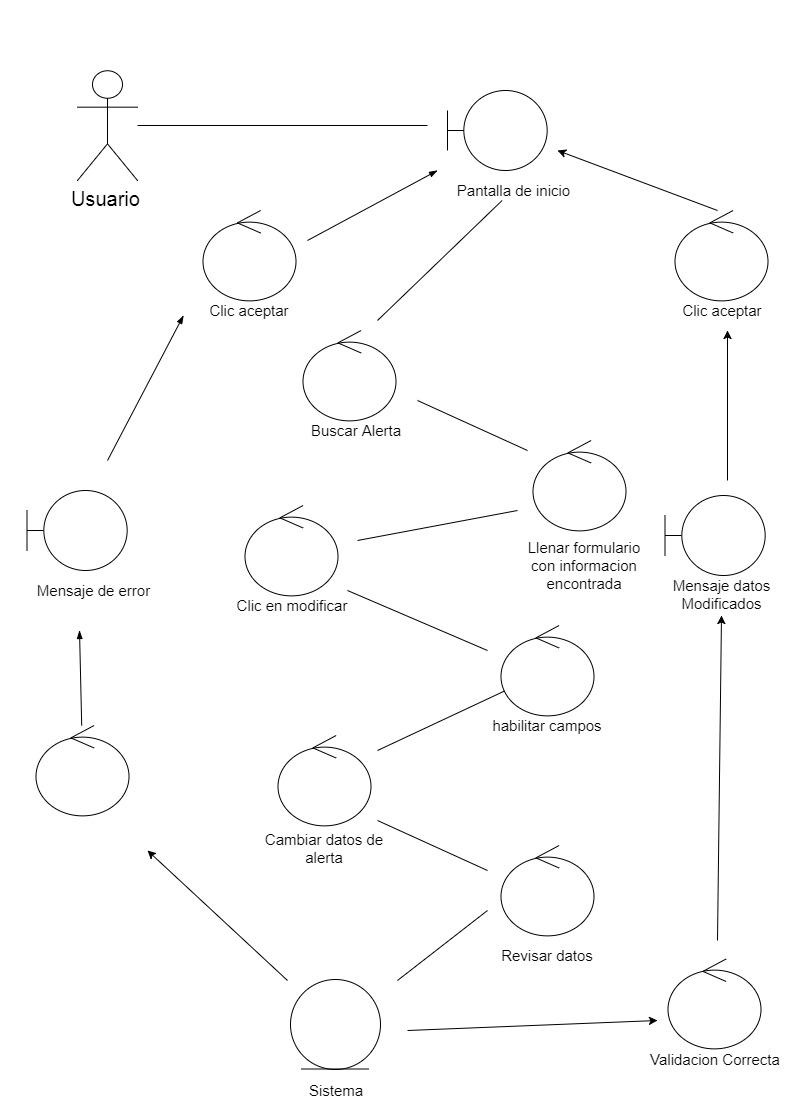 Usuario
Pantalla de inicio
Clic aceptar
Clic aceptar
Buscar Alerta
Llenar formulario
con informacion
encontrada
Mensaje de error
Clic en modificar
Mensaje datos
Modificados
habilitar campos
Cambiar datos de
alerta
Revisar datos
Validacion Correcta
Sistema